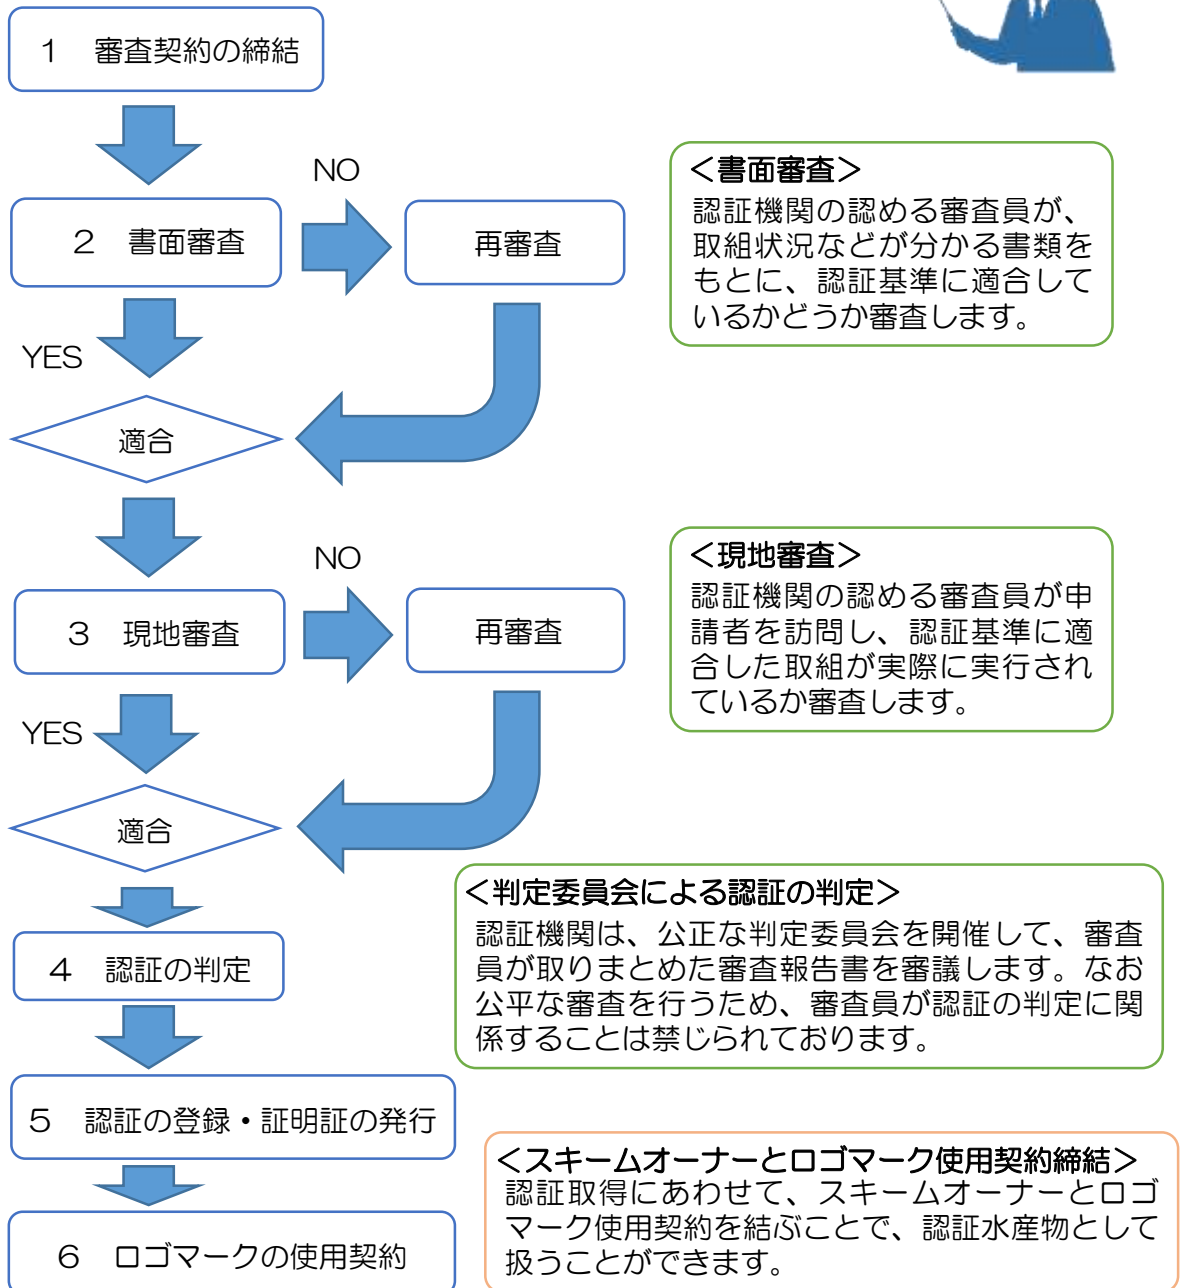 １　審査契約の締結
NO
２　書面審査
再審査
＜書面審査＞
認証機関の認める審査員が、
取組状況などが分かる書類を
もとに、認証基準に適合して
いるかどうか審査します。
YES
適合
NO
３　現地審査
再審査
＜現地審査＞
認証機関の認める審査員が申
請者を訪問し、認証基準に適
合した取組が実際に実行され
ているか審査します。
YES
適合
４　認証の判定
＜判定委員会による認証の判定＞
認証機関は、公正な判定委員会を開催して、審査
員が取りまとめた審査報告書を審議します。なお
公平な審査を行うため、審査員が認証の判定に関
係することは禁じられております。
５　認証の登録・証明証の発行
６　ロゴマークの使用契約
＜スキームオーナーとロゴマーク使用契約締結＞
認証取得にあわせて、スキームオーナーとロゴ
マーク使用契約を結ぶことで、認証水産物として
扱うことができます。